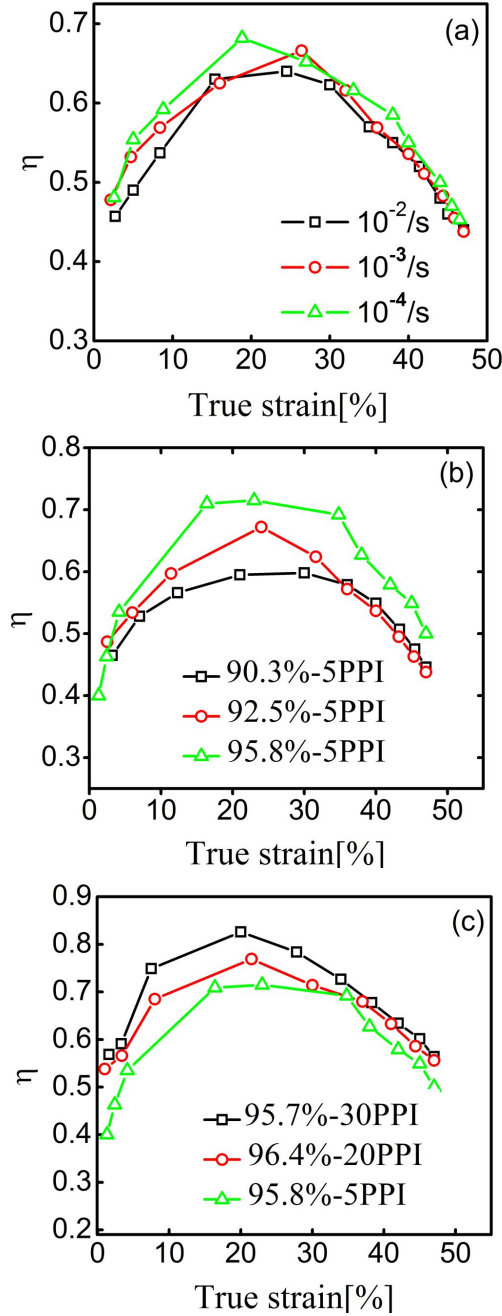 (a)
0.7
0.6
0.5
0.4
0.3
η
10⁻²/s
10⁻³/s
10⁻⁴/s
0 10 20 30 40 50
True strain[%]
(b)
0.8
0.7
0.6
0.5
0.4
0.3
η
90.3%-5PPI
92.5%-5PPI
95.8%-5PPI
0 10 20 30 40 50
True strain[%]
(c)
0.9
0.8
0.7
0.6
0.5
0.4
0.3
0.2
η
95.7%-30PPI
96.4%-20PPI
95.8%-5PPI
0 10 20 30 40 50
True strain[%]